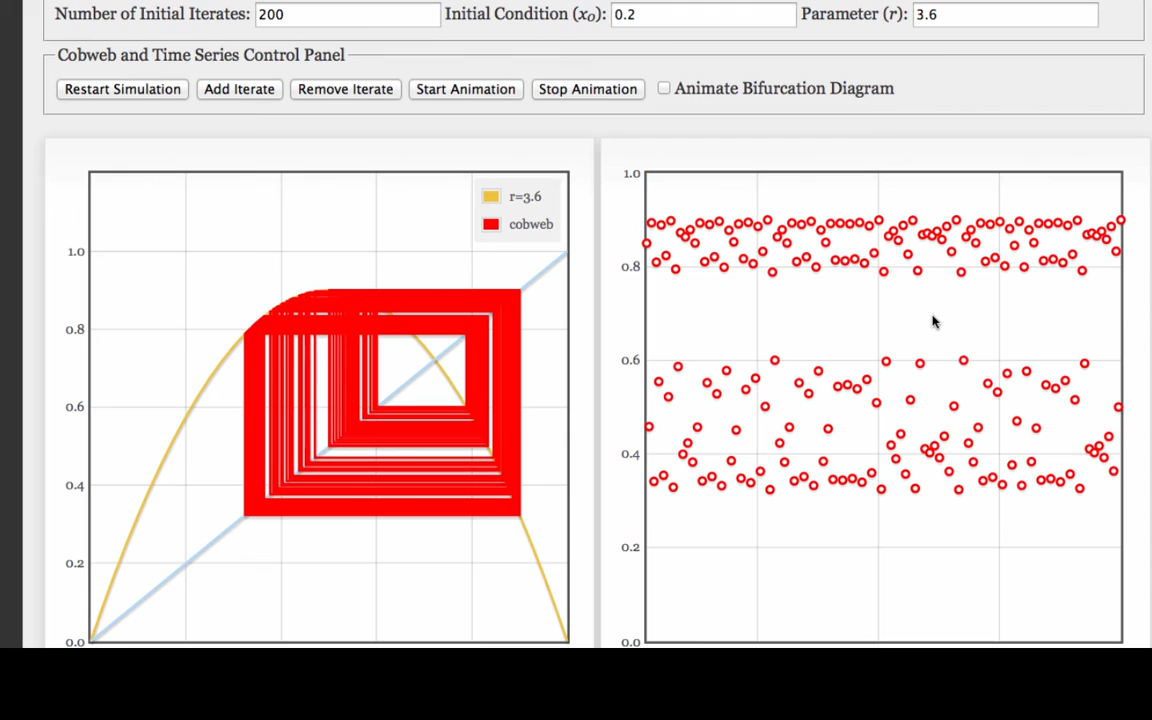 Number of Initial Iterates: 200 Initial Condition (xₒ): 0.2 Parameter (r): 3.6
Cobweb and Time Series Control Panel
Restart Simulation Add Iterate Remove Iterate Start Animation Stop Animation Animate Bifurcation Diagram
r=3.6
cobweb
1.0
0.8
0.6
0.4
0.2
0.0
1.0
0.8
0.6
0.4
0.2
0.0